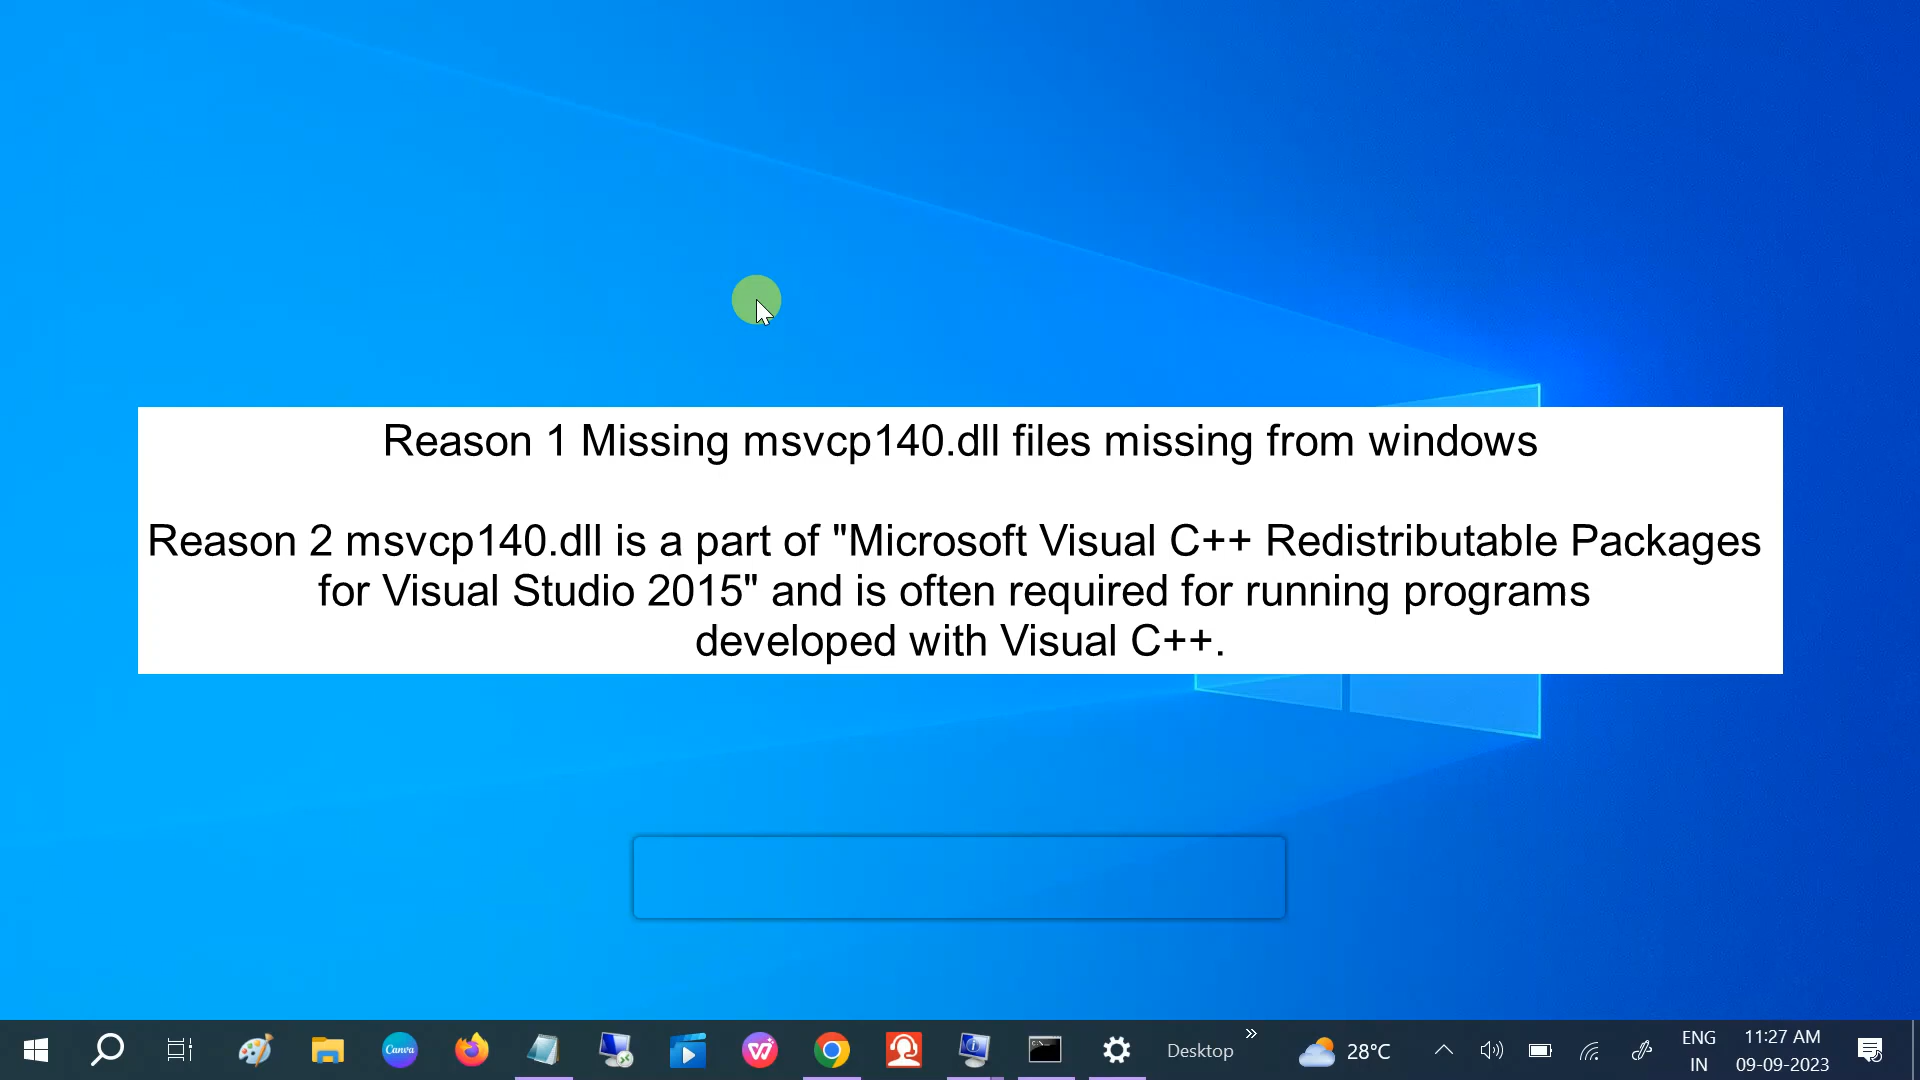 Reason 1 Missing msvcp140.dll files missing from windows
Reason 2 msvcp140.dll is a part of "Microsoft Visual C++ Redistributable Packages
for Visual Studio 2015" and is often required for running programs
developed with Visual C++.
Canva
Desktop
28°C
ENG
IN
11:27 AM
09-09-2023